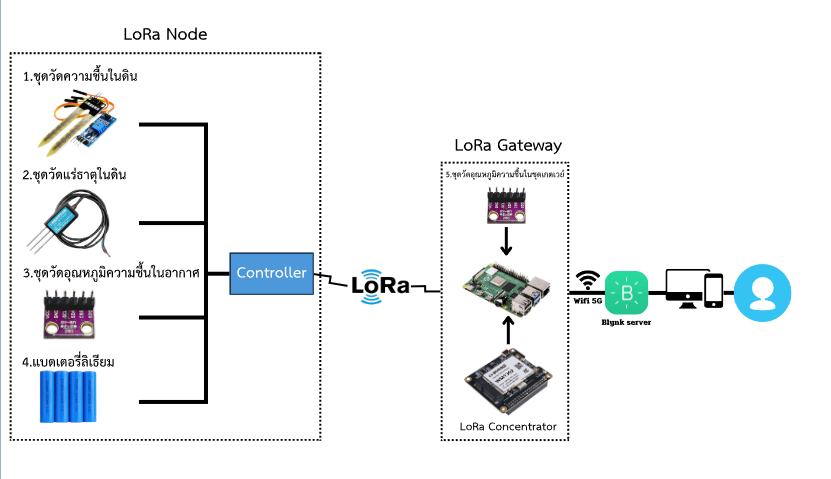 LoRa Node
1.ชุดวัดความชื้นในดิน
2.ชุดวัดแร่ธาตุในดิน
3.ชุดวัดอุณหภูมิความชื้นในอากาศ
4.แบตเตอรี่ลิเธียม
Controller
LoRa
LoRa Gateway
5.ชุดวัดอุณหภูมิความชื้นในชุดเกตเวย์
LoRa Concentrator
Wifi 5G
B
Blynk server